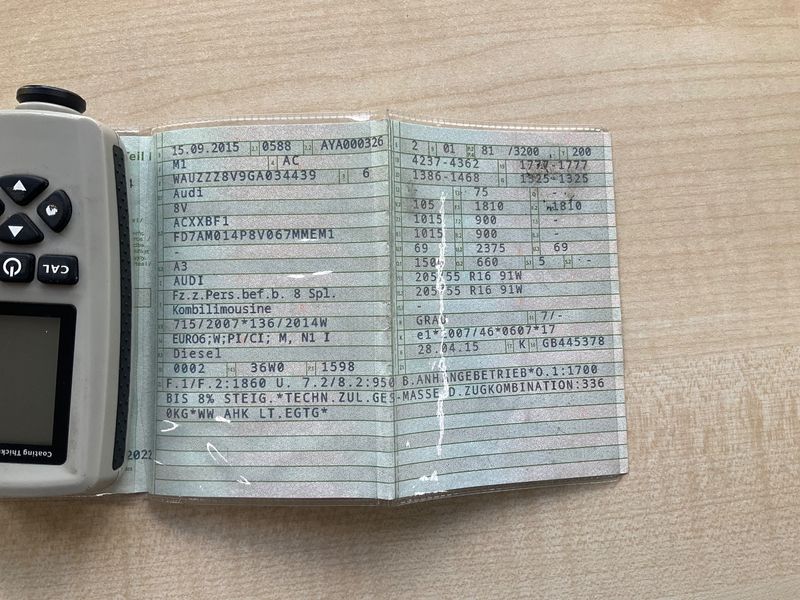 Teil I
15.09.2015 0588 AYA000326
M1 AC
WAUZZZ8V9GA034439 6
Audi
8V
ACXXBF1
FD7AM014P8V067MMEM1
-
A3
AUDI
Fz.z.Pers.bef.b. 8 Spl.
Kombilimousine
715/2007*136/2014W
EURO6;W;PI/CI; M, N1 I
Diesel
0002 36W0 1598
F.1/F.2:1860 U. 7.2/8.2:950 B.ANHÄNGEBETRIEB*O.1:1700
BIS 8% STEIG.*TECHN.ZUL.GES-MASSE D.ZUGKOMBINATION:336
0KG*WW AHK LT.EGTG*
2 01 81 /3200 200
4237-4362 1777-1777
1386-1468 1325-1325
- 75 -
105 1810 1810
1015 900 -
1015 900 -
69 2375 69
1500 660 5 -
205/55 R16 91W
205/55 R16 91W
-
GRAU 7/-
e1*2007/46*0607*17
28.04.15 K GB445378
CAL
2022